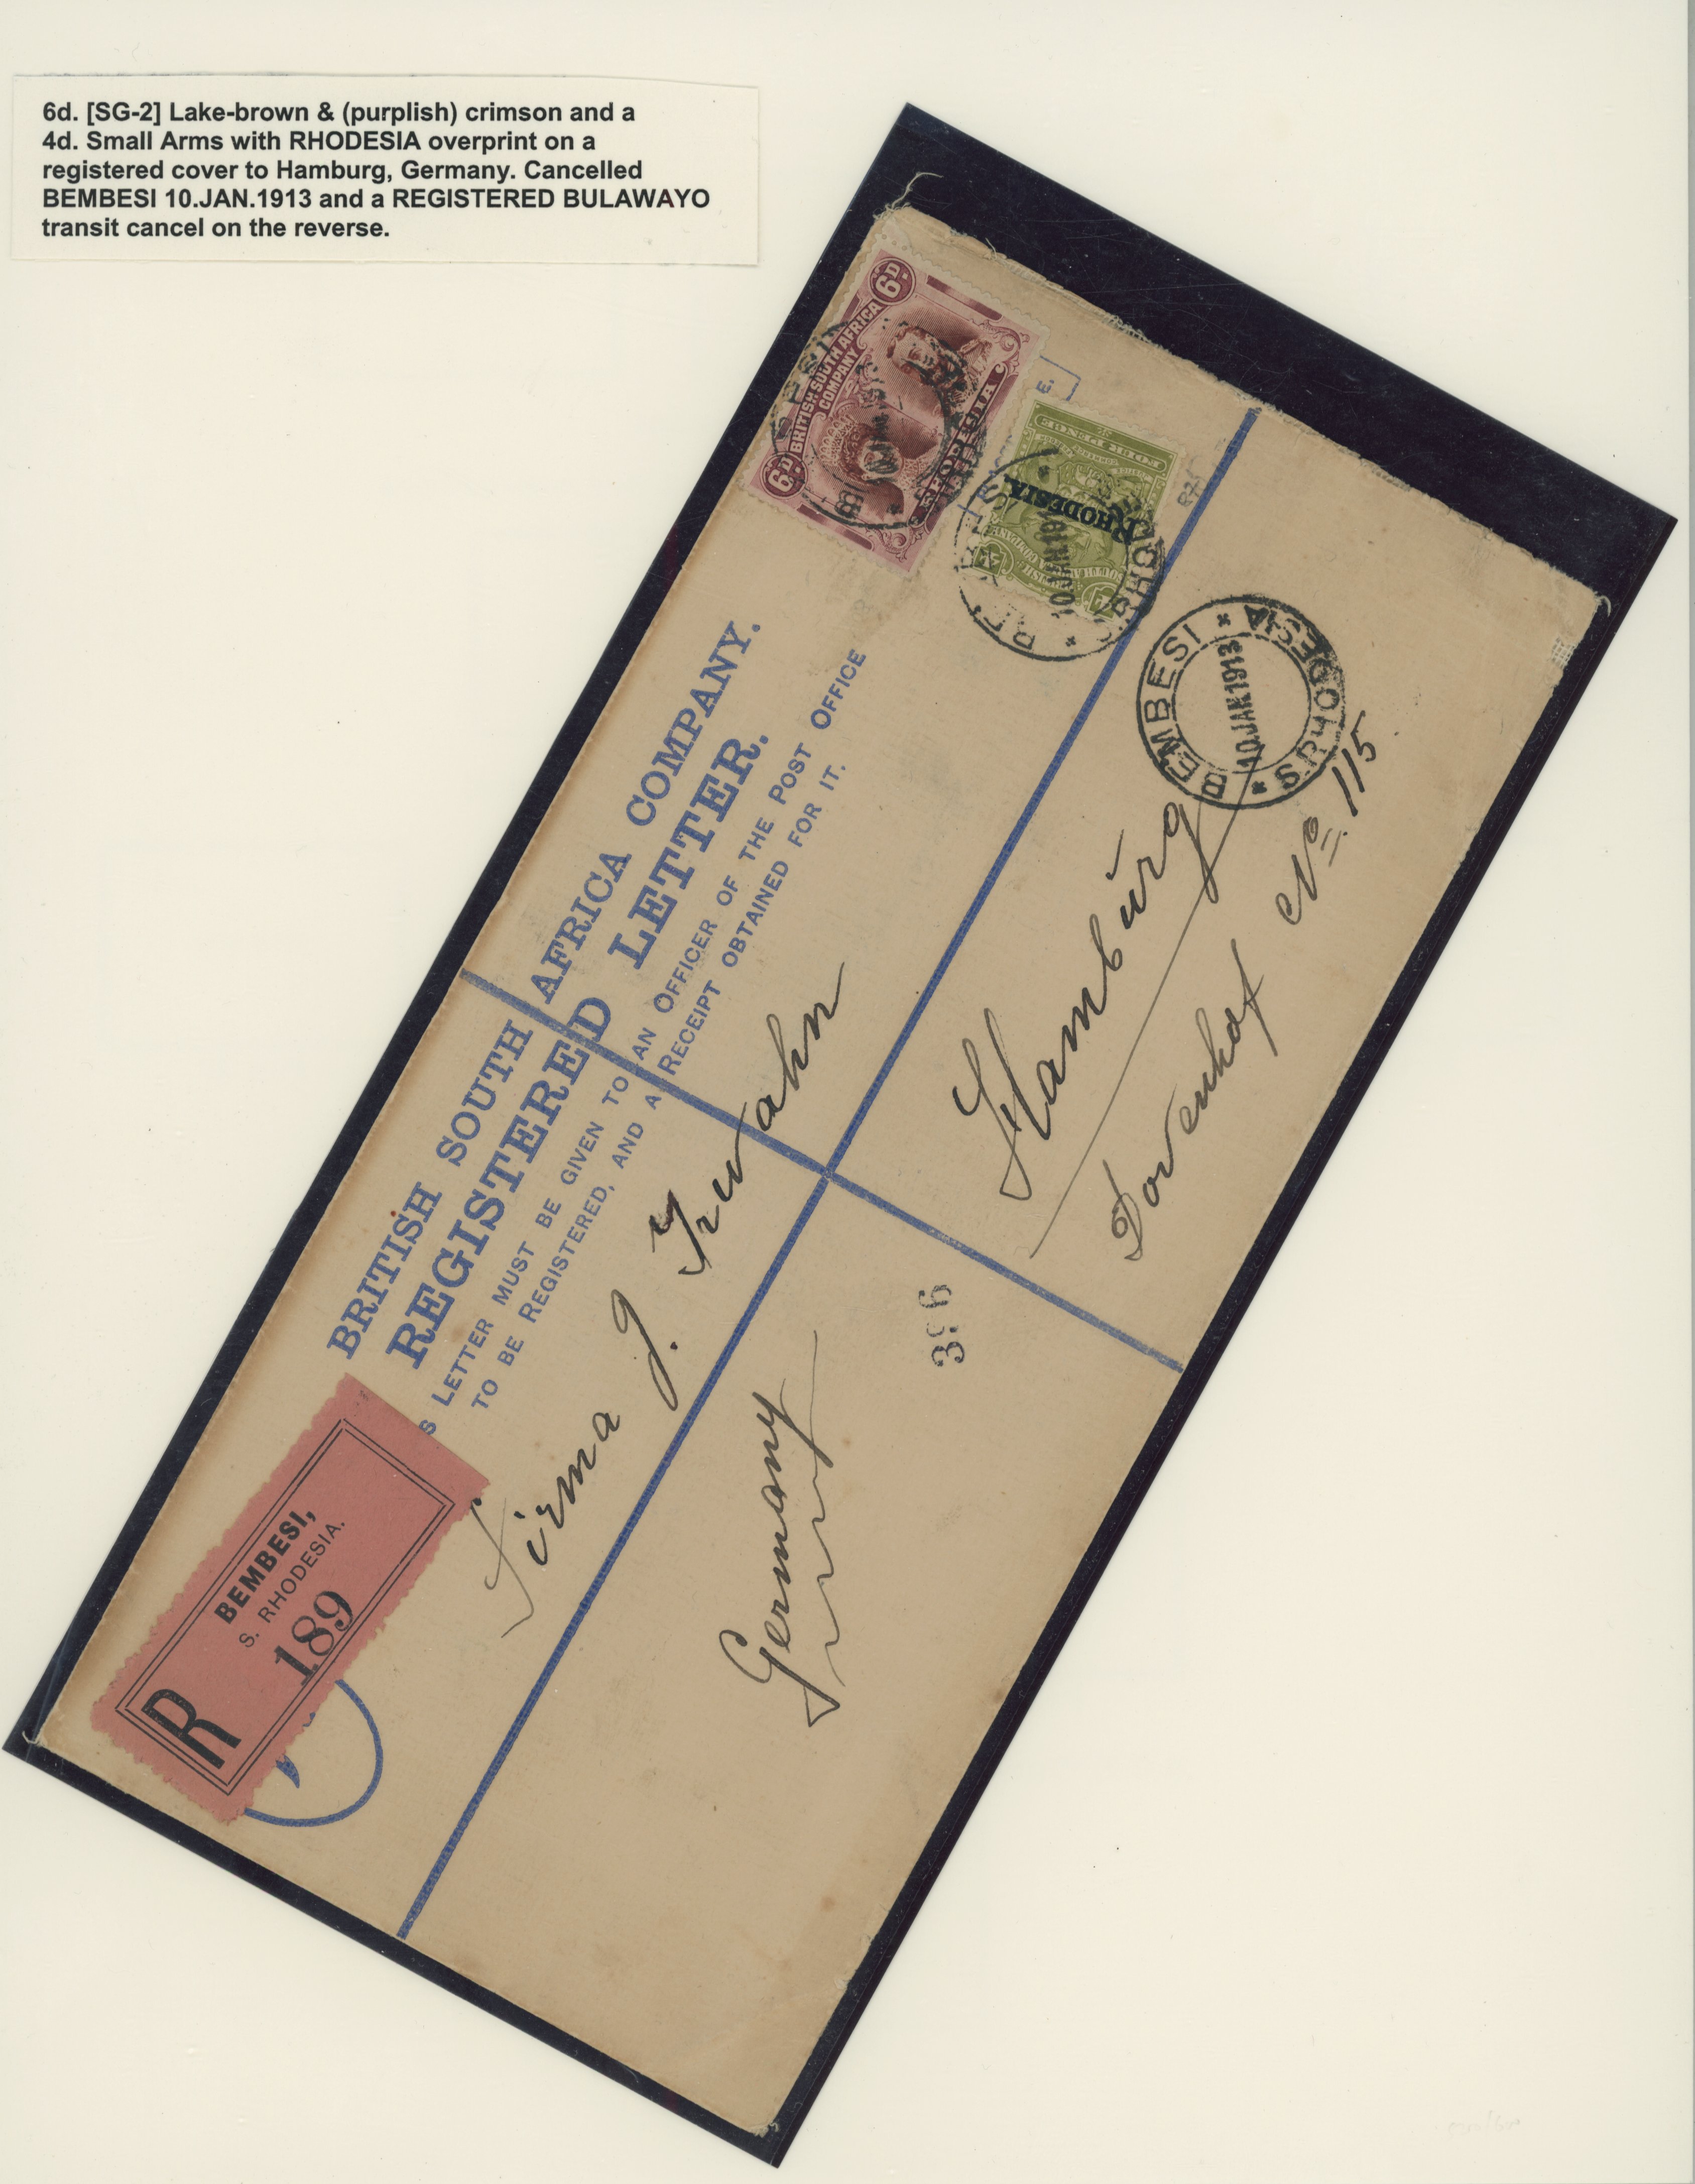 6d. [SG-2] Lake-brown & (purplish) crimson and a
4d. Small Arms with RHODESIA overprint on a
registered cover to Hamburg, Germany. Cancelled
BEMBESI 10.JAN.1913 and a REGISTERED BULAWAYO
transit cancel on the reverse.
6D. 6D.
BRITISH SOUTH AFRICA
COMPANY
RHODESIA
RHODESIA.
BRITISH SOUTH AFRICA COMPANY.
REGISTERED LETTER.
LETTER MUST BE GIVEN TO AN OFFICER OF THE POST OFFICE
TO BE REGISTERED, AND A RECEIPT OBTAINED FOR IT.
BEMBESI,
S. RHODESIA.
R 189
BEMBESI
10.JAN.1913
S.RHODESIA
Firma J.
Hamburg
Dovenhof No. 115
Germany